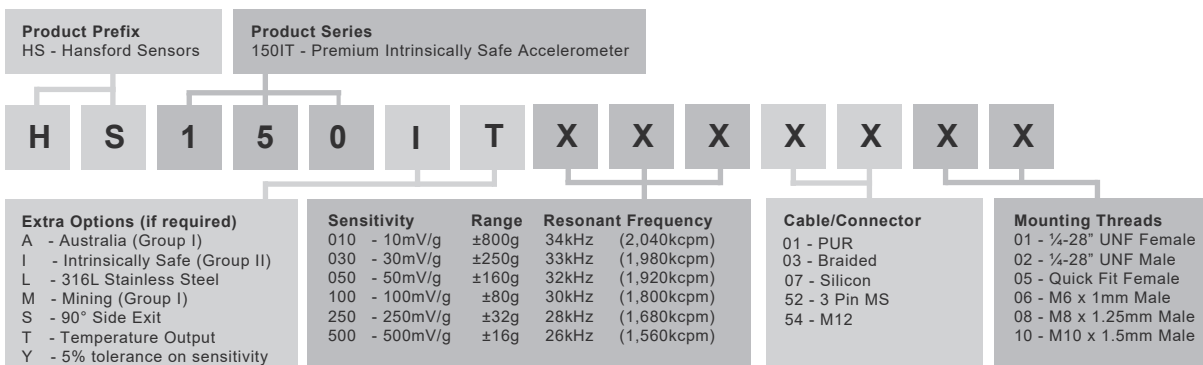 Product Prefix
HS - Hansford Sensors
Product Series
150IT - Premium Intrinsically Safe Accelerometer
H S 1 5 0 I T X X X X X X X
Extra Options (if required)
A - Australia (Group I)
I - Intrinsically Safe (Group II)
L - 316L Stainless Steel
M - Mining (Group I)
S - 90° Side Exit
T - Temperature Output
Y - 5% tolerance on sensitivity
Sensitivity Range Resonant Frequency
010 - 10mV/g ±800g 34kHz (2,040kcpm)
030 - 30mV/g ±250g 33kHz (1,980kcpm)
050 - 50mV/g ±160g 32kHz (1,920kcpm)
100 - 100mV/g ±80g 30kHz (1,800kcpm)
250 - 250mV/g ±32g 28kHz (1,680kcpm)
500 - 500mV/g ±16g 26kHz (1,560kcpm)
Cable/Connector
01 - PUR
03 - Braided
07 - Silicon
52 - 3 Pin MS
54 - M12
Mounting Threads
01 - ¼-28” UNF Female
02 - ¼-28” UNF Male
05 - Quick Fit Female
06 - M6 x 1mm Male
08 - M8 x 1.25mm Male
10 - M10 x 1.5mm Male